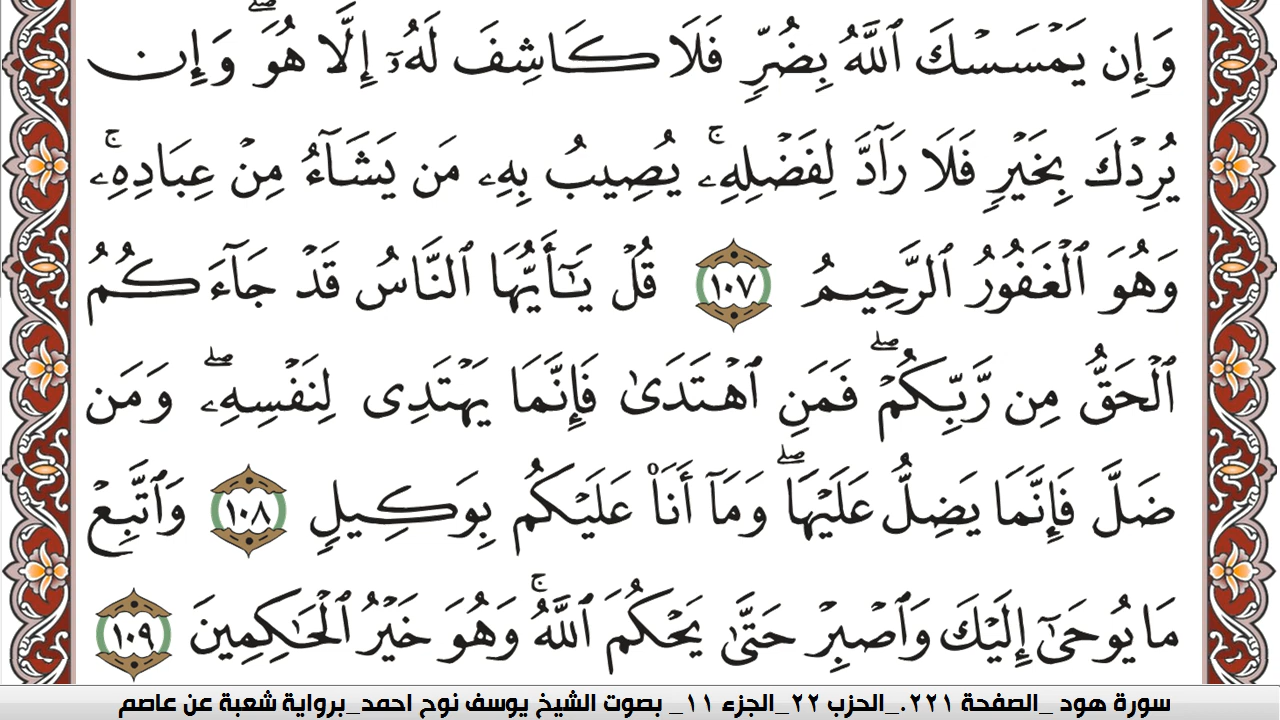 وَإِن يَمْسَسْكَ ٱللَّهُ بِضُرٍّ فَلَا كَاشِفَ لَهُۥٓ إِلَّا هُوَ ۖ وَإِن
يُرِدْكَ بِخَيْرٍ فَلَا رَآدَّ لِفَضْلِهِۦ ۚ يُصِيبُ بِهِۦ مَن يَشَآءُ مِنْ عِبَادِهِۦ ۚ
وَهُوَ ٱلْغَفُورُ ٱلرَّحِيمُ ١٠٧ قُلْ يَـٰٓأَيُّهَا ٱلنَّاسُ قَدْ جَآءَكُمُ
ٱلْحَقُّ مِن رَّبِّكُمْ ۖ فَمَنِ ٱهْتَدَىٰ فَإِنَّمَا يَهْتَدِى لِنَفْسِهِۦ ۖ وَمَن
ضَلَّ فَإِنَّمَا يَضِلُّ عَلَيْهَا ۖ وَمَآ أَنَا۠ عَلَيْكُم بِوَكِيلٍ ١٠٨ وَٱتَّبِعْ
مَا يُوحَىٰٓ إِلَيْكَ وَٱصْبِرْ حَتَّىٰ يَحْكُمَ ٱللَّهُ ۚ وَهُوَ خَيْرُ ٱلْحَـٰكِمِينَ ١٠٩
سورة هود _الصفحة ٢٢١._الحزب ٢٢_الجزء ١١_ بصوت الشيخ يوسف نوح احمد_برواية شعبة عن عاصم